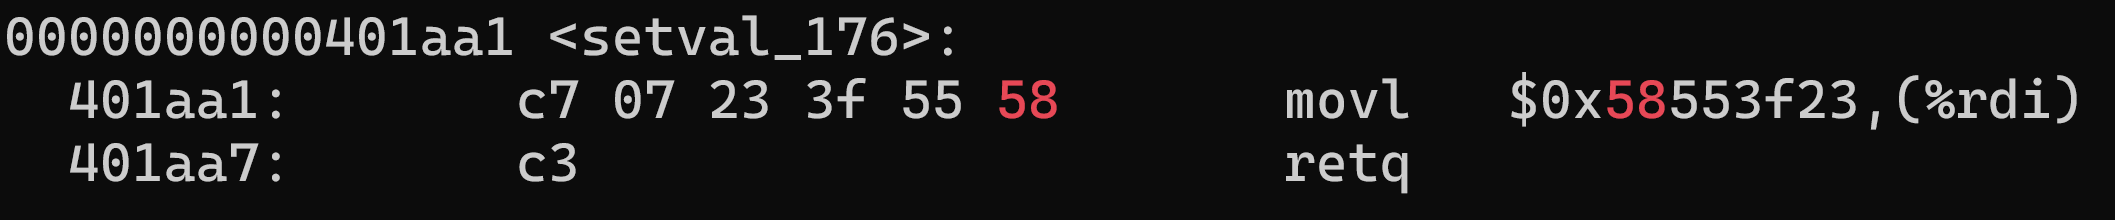 0000000000401aa1 <setval_176>:
  401aa1:       c7 07 23 3f 55 58       movl   $0x58553f23,(%rdi)
  401aa7:       c3                      retq